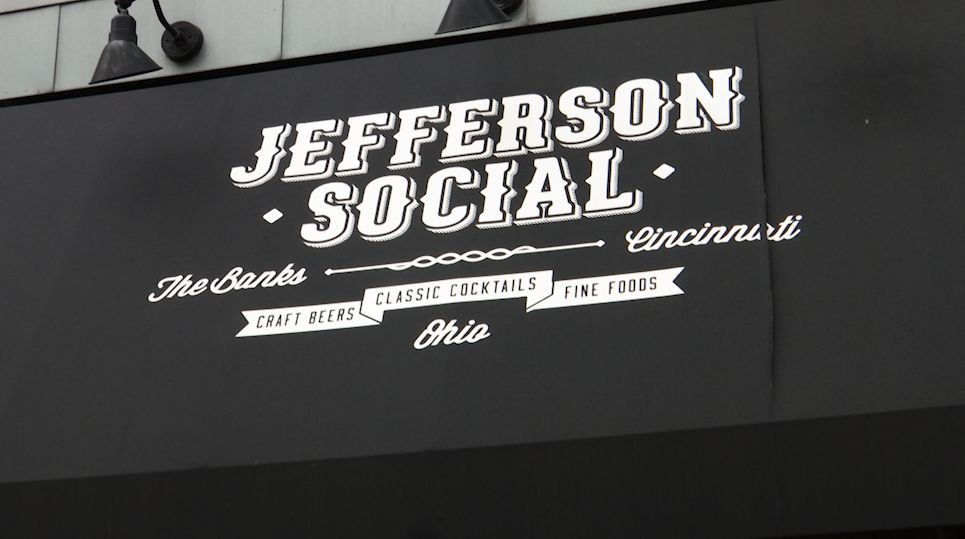 JEFFERSON
SOCIAL
The Banks
Cincinnati
CRAFT BEERS CLASSIC COCKTAILS FINE FOODS
Ohio